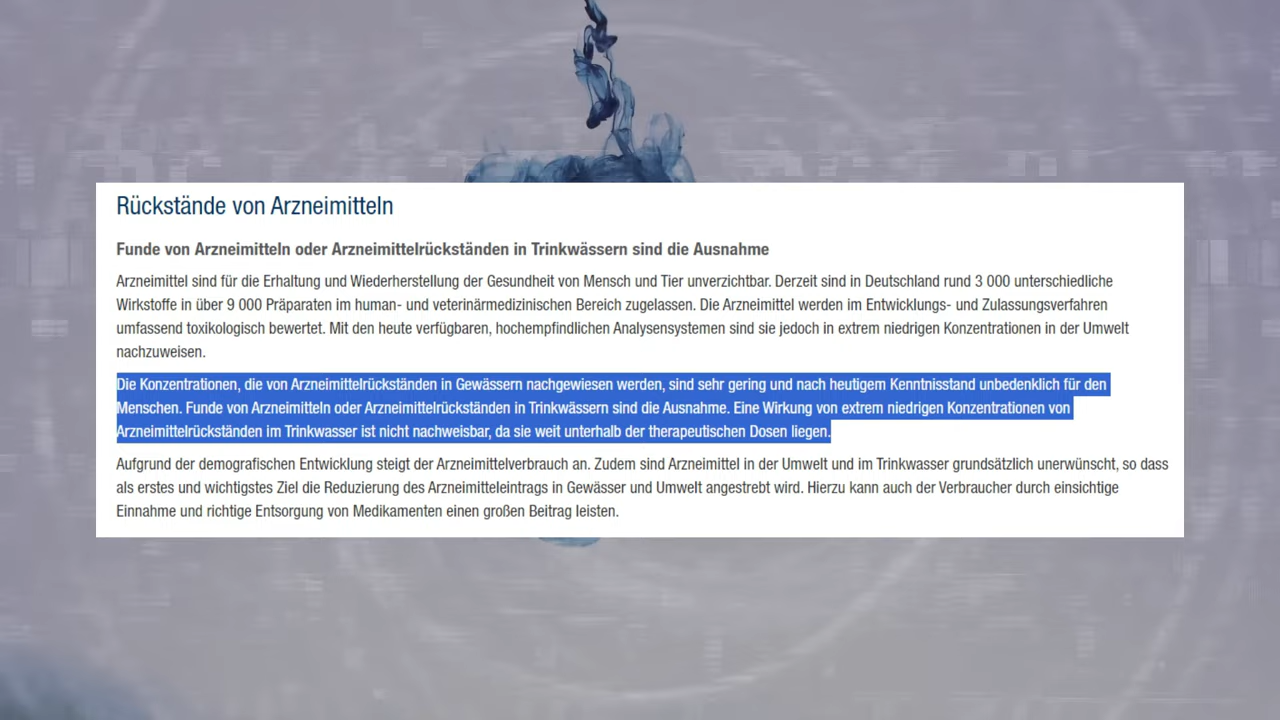 Rückstände von Arzneimitteln
Funde von Arzneimitteln oder Arzneimittelrückständen in Trinkwässern sind die Ausnahme
Arzneimittel sind für die Erhaltung und Wiederherstellung der Gesundheit von Mensch und Tier unverzichtbar. Derzeit sind in Deutschland rund 3 000 unterschiedliche
Wirkstoffe in über 9 000 Präparaten im human- und veterinärmedizinischen Bereich zugelassen. Die Arzneimittel werden im Entwicklungs- und Zulassungsverfahren
umfassend toxikologisch bewertet. Mit den heute verfügbaren, hochempfindlichen Analysensystemen sind sie jedoch in extrem niedrigen Konzentrationen in der Umwelt
nachzuweisen.
Die Konzentrationen, die von Arzneimittelrückständen in Gewässern nachgewiesen werden, sind sehr gering und nach heutigem Kenntnisstand unbedenklich für den
Menschen. Funde von Arzneimitteln oder Arzneimittelrückständen in Trinkwässern sind die Ausnahme. Eine Wirkung von extrem niedrigen Konzentrationen von
Arzneimittelrückständen im Trinkwasser ist nicht nachweisbar, da sie weit unterhalb der therapeutischen Dosen liegen.
Aufgrund der demografischen Entwicklung steigt der Arzneimittelverbrauch an. Zudem sind Arzneimittel in der Umwelt und im Trinkwasser grundsätzlich unerwünscht, so dass
als erstes und wichtigstes Ziel die Reduzierung des Arzneimitteleintrags in Gewässer und Umwelt angestrebt wird. Hierzu kann auch der Verbraucher durch einsichtige
Einnahme und richtige Entsorgung von Medikamenten einen großen Beitrag leisten.